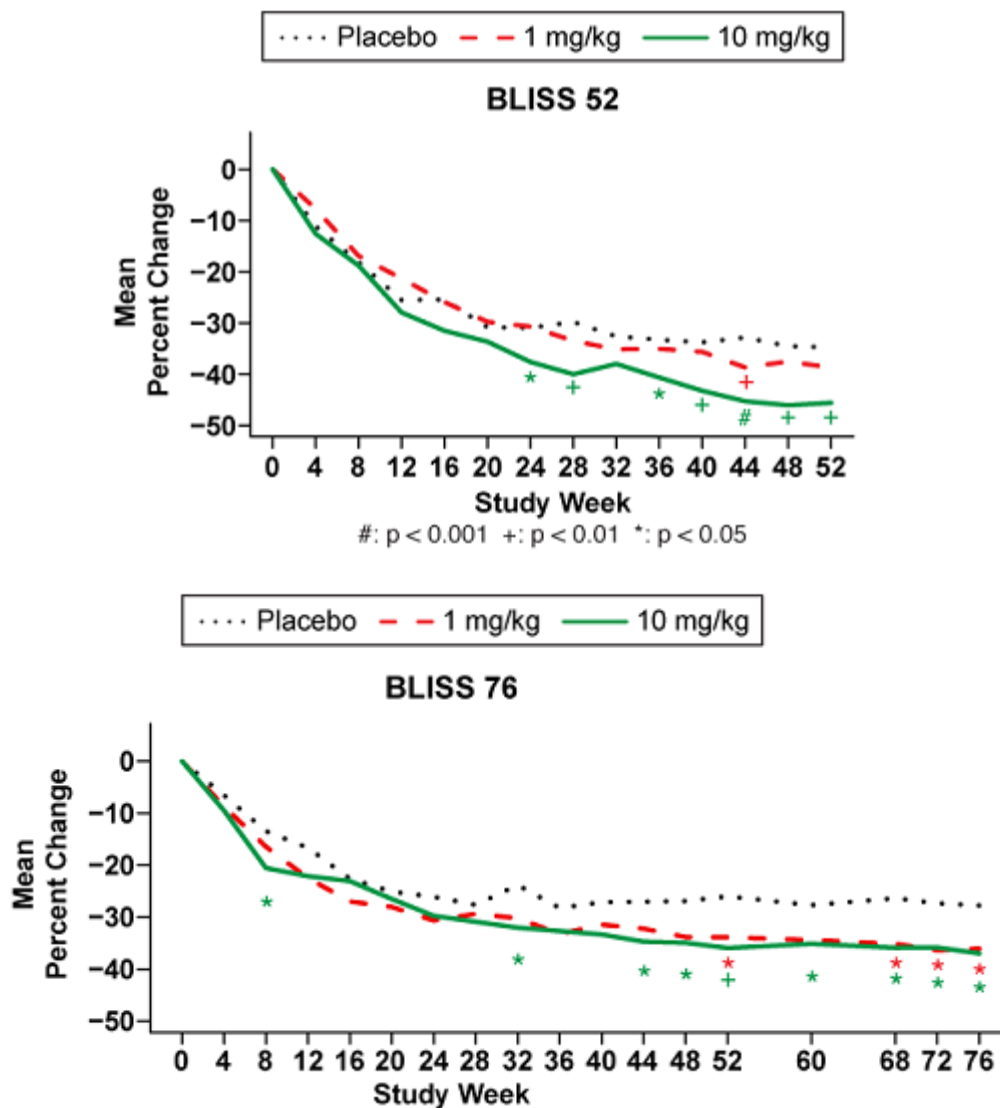 Placebo 1 mg/kg 10 mg/kg
BLISS 52
Mean
Percent Change
0
−10
−20
−30
−40
−50
* + * + # + +
+
0 4 8 12 16 20 24 28 32 36 40 44 48 52
Study Week
#: p < 0.001 +: p < 0.01 *: p < 0.05
Placebo 1 mg/kg 10 mg/kg
BLISS 76
Mean
Percent Change
0
−10
−20
−30
−40
−50
* * * * + * * * *
* * * *
0 4 8 12 16 20 24 28 32 36 40 44 48 52 60 68 72 76
Study Week